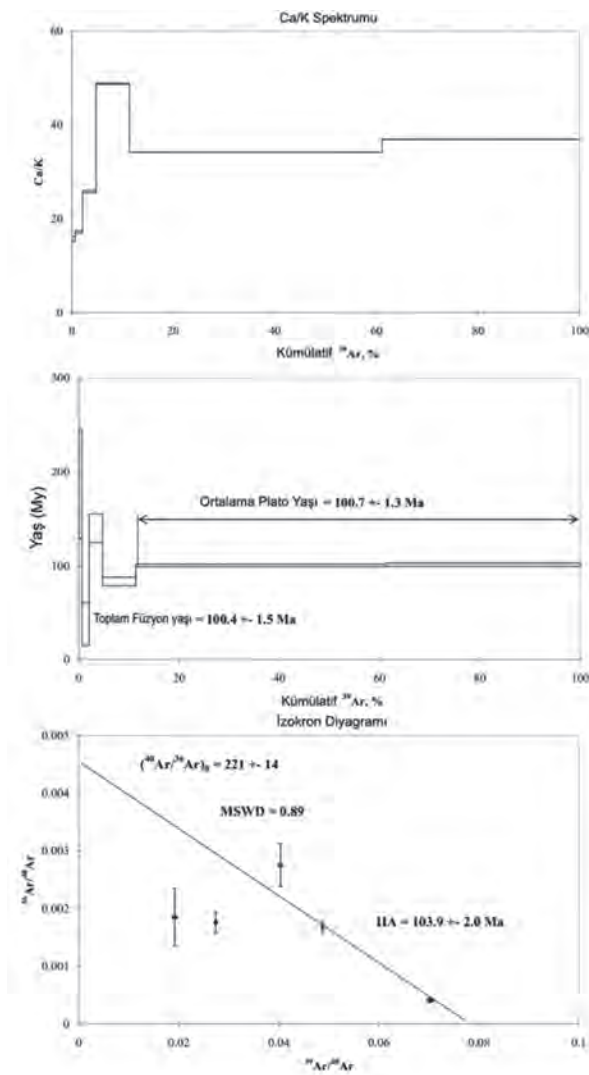 Ca/K Spektrumu
60
40
20
0
Ca/K
0 20 40 60 80 100
Kümülatif ³⁹Ar, %
300
200
100
0
Yaş (My)
Ortalama Plato Yaşı = 100.7 +- 1.3 Ma
Toplam Füzyon yaşı = 100.4 +- 1.5 Ma
0 20 40 60 80 100
Kümülatif ³⁹Ar, %
İzokron Diyagramı
0.005
0.004
0.003
0.002
0.001
0
³⁶Ar/⁴⁰Ar
(⁴⁰Ar/³⁶Ar)₀ = 221 +- 14
MSWD = 0.89
IIA = 103.9 +- 2.0 Ma
0 0.02 0.04 0.06 0.08 0.1
³⁹Ar/⁴⁰Ar